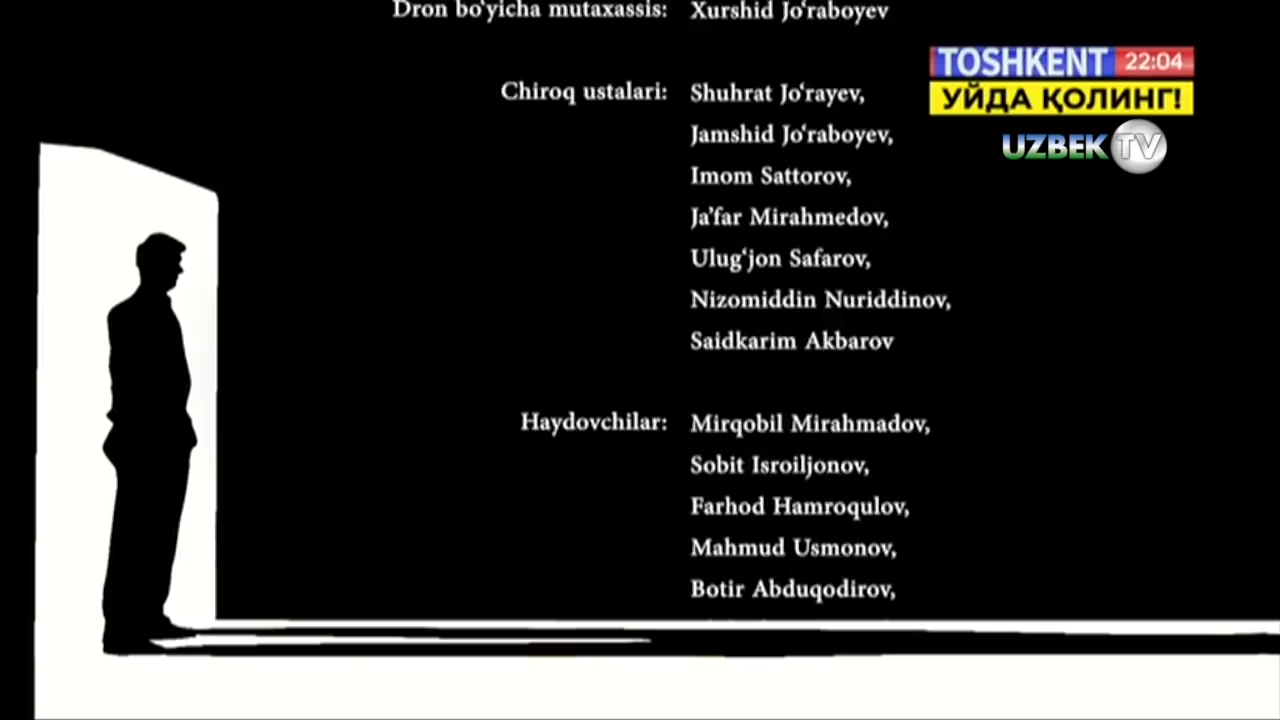 Dron bo‘yicha mutaxassis: Xurshid Jo‘raboyev
TOSHKENT 22:04
УЙДА ҚОЛИНГ!
UZBEK TV
Chiroq ustalari: Shuhrat Jo‘rayev,
Jamshid Jo‘raboyev,
Imom Sattorov,
Ja’far Mirahmedov,
Ulug‘jon Safarov,
Nizomiddin Nuriddinov,
Saidkarim Akbarov
Haydovchilar: Mirqobil Mirahmadov,
Sobit Isroiljonov,
Farhod Hamroqulov,
Mahmud Usmonov,
Botir Abduqodirov,